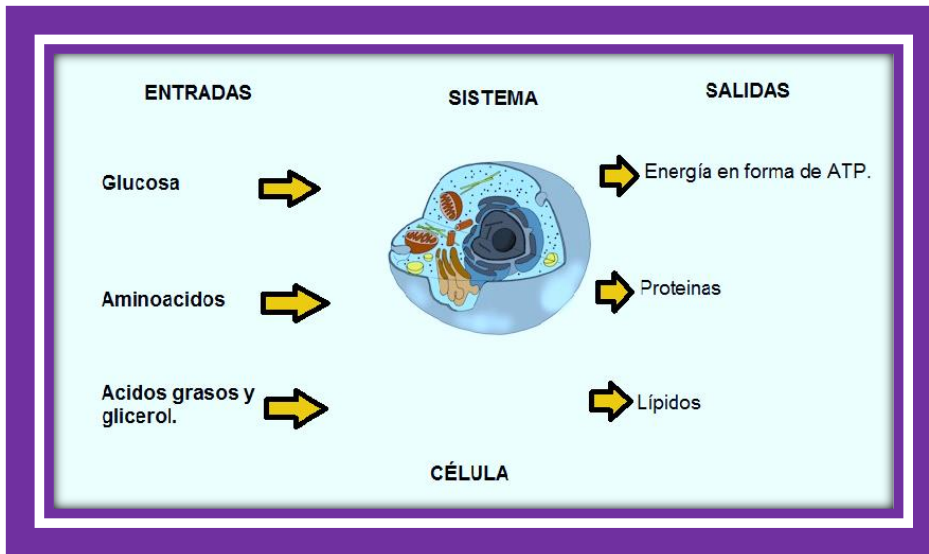 ENTRADAS
SISTEMA
SALIDAS
Glucosa
Energía en forma de ATP.
Aminoacidos
Proteinas
Acidos grasos y
glicerol.
Lípidos
CÉLULA